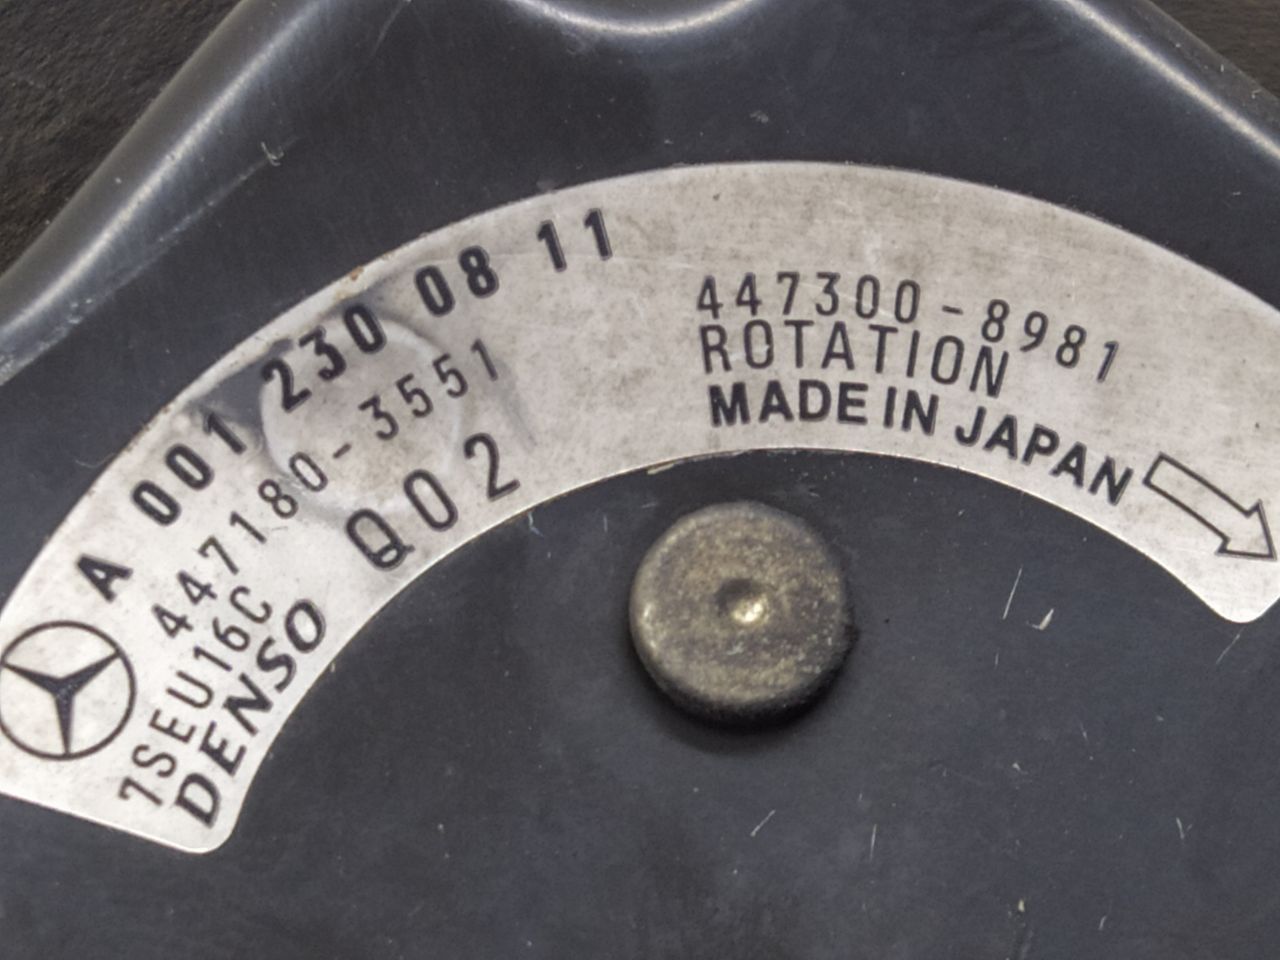 A 001 230 08 11
447180-3551
7SEU16C
Q02
DENSO
447300-8981
ROTATION
MADE IN JAPAN